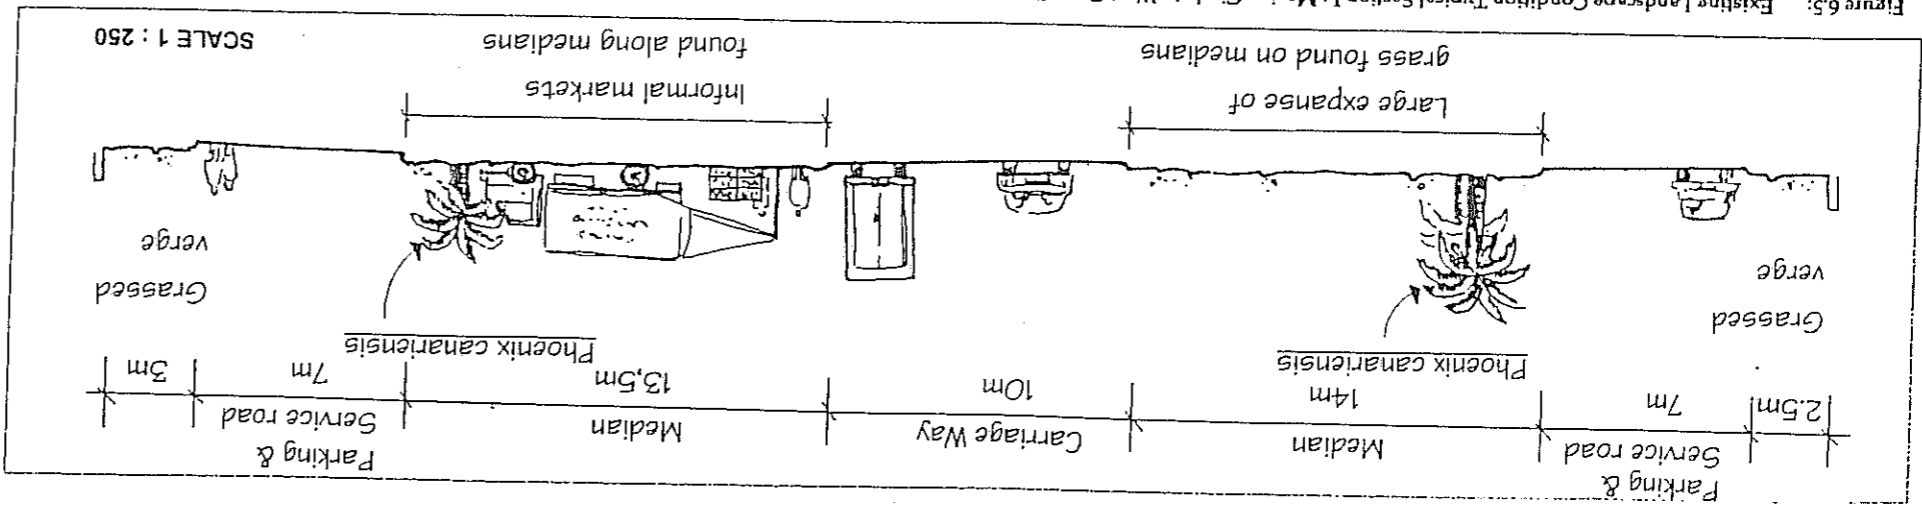 Parking &
Service road
Median
Carriage Way
Median
Parking &
Service road
2.5m
7m
14m
10m
13,5m
7m
3m
Phoenix canariensis
Phoenix canariensis
Grassed
verge
Grassed
verge
Large expanse of
grass found on medians
Informal markets
found along medians
SCALE 1 : 250
Figure 6.5: Existing Landscape Condition Typical Section